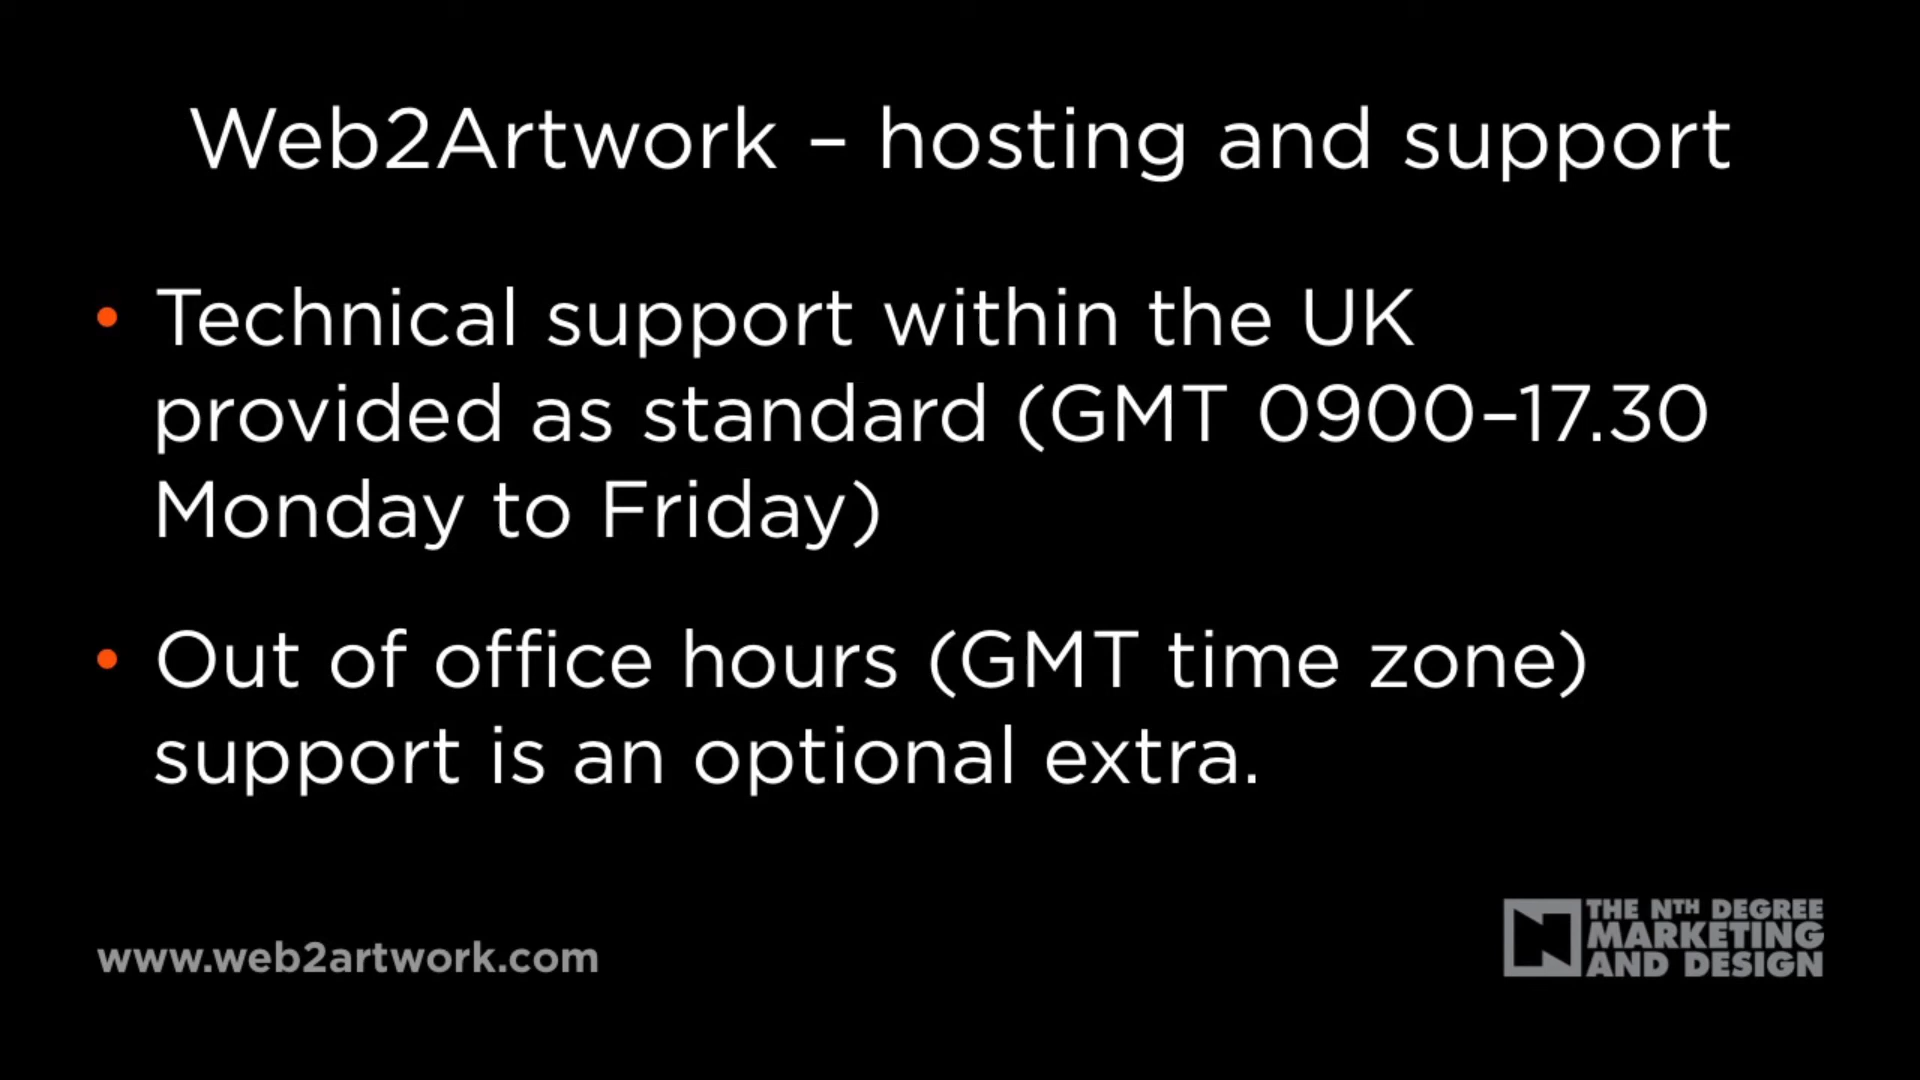 Web2Artwork – hosting and support
• Technical support within the UK
provided as standard (GMT 0900–17.30
Monday to Friday)
• Out of office hours (GMT time zone)
support is an optional extra.
www.web2artwork.com
THE NTH DEGREE
MARKETING
AND DESIGN